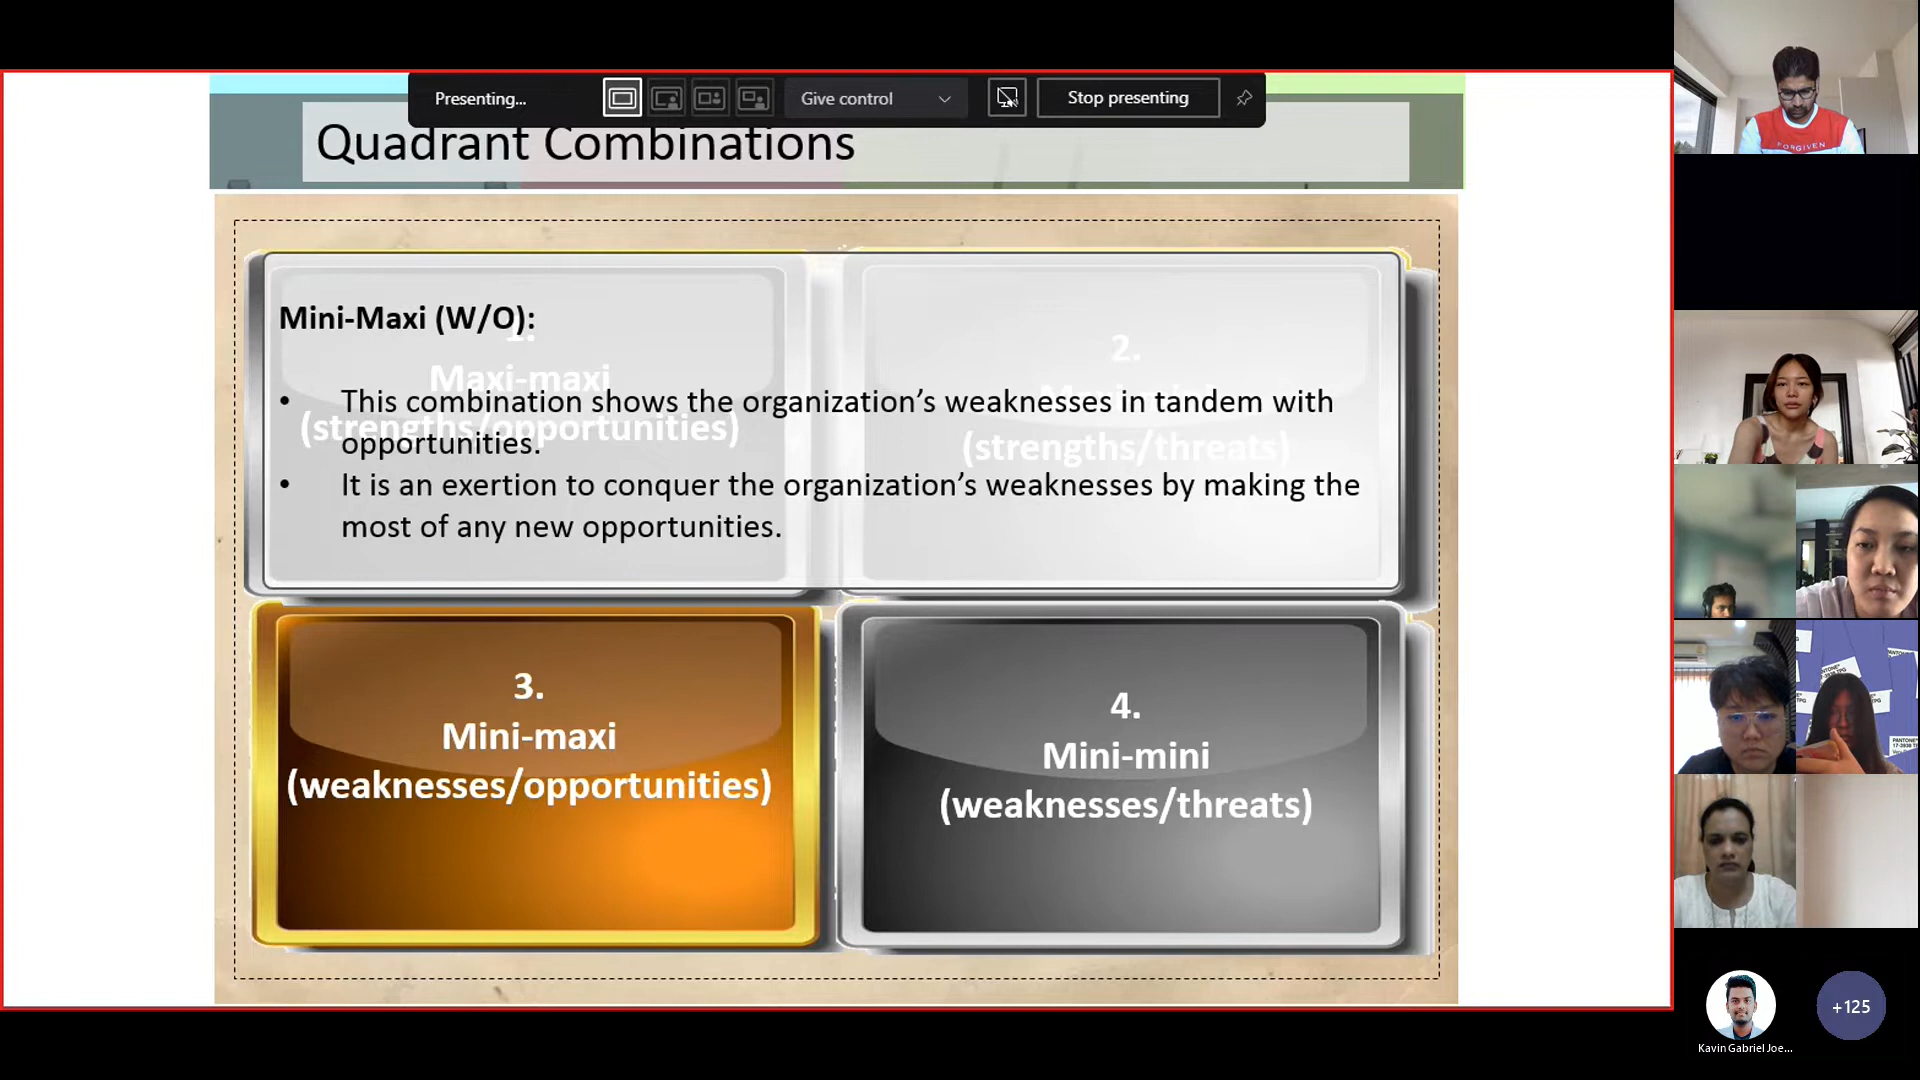 Presenting...
Give control
Stop presenting
Quadrant Combinations
Mini-Maxi (W/O):
1.
Maxi-maxi
(strengths/opportunities)
2.
(strengths/threats)
• This combination shows the organization’s weaknesses in tandem with
opportunities.
• It is an exertion to conquer the organization’s weaknesses by making the
most of any new opportunities.
3.
Mini-maxi
(weaknesses/opportunities)
4.
Mini-mini
(weaknesses/threats)
FORGIVEN
PANTONE®
17-3938 T
Kavin Gabriel Joe...
+125